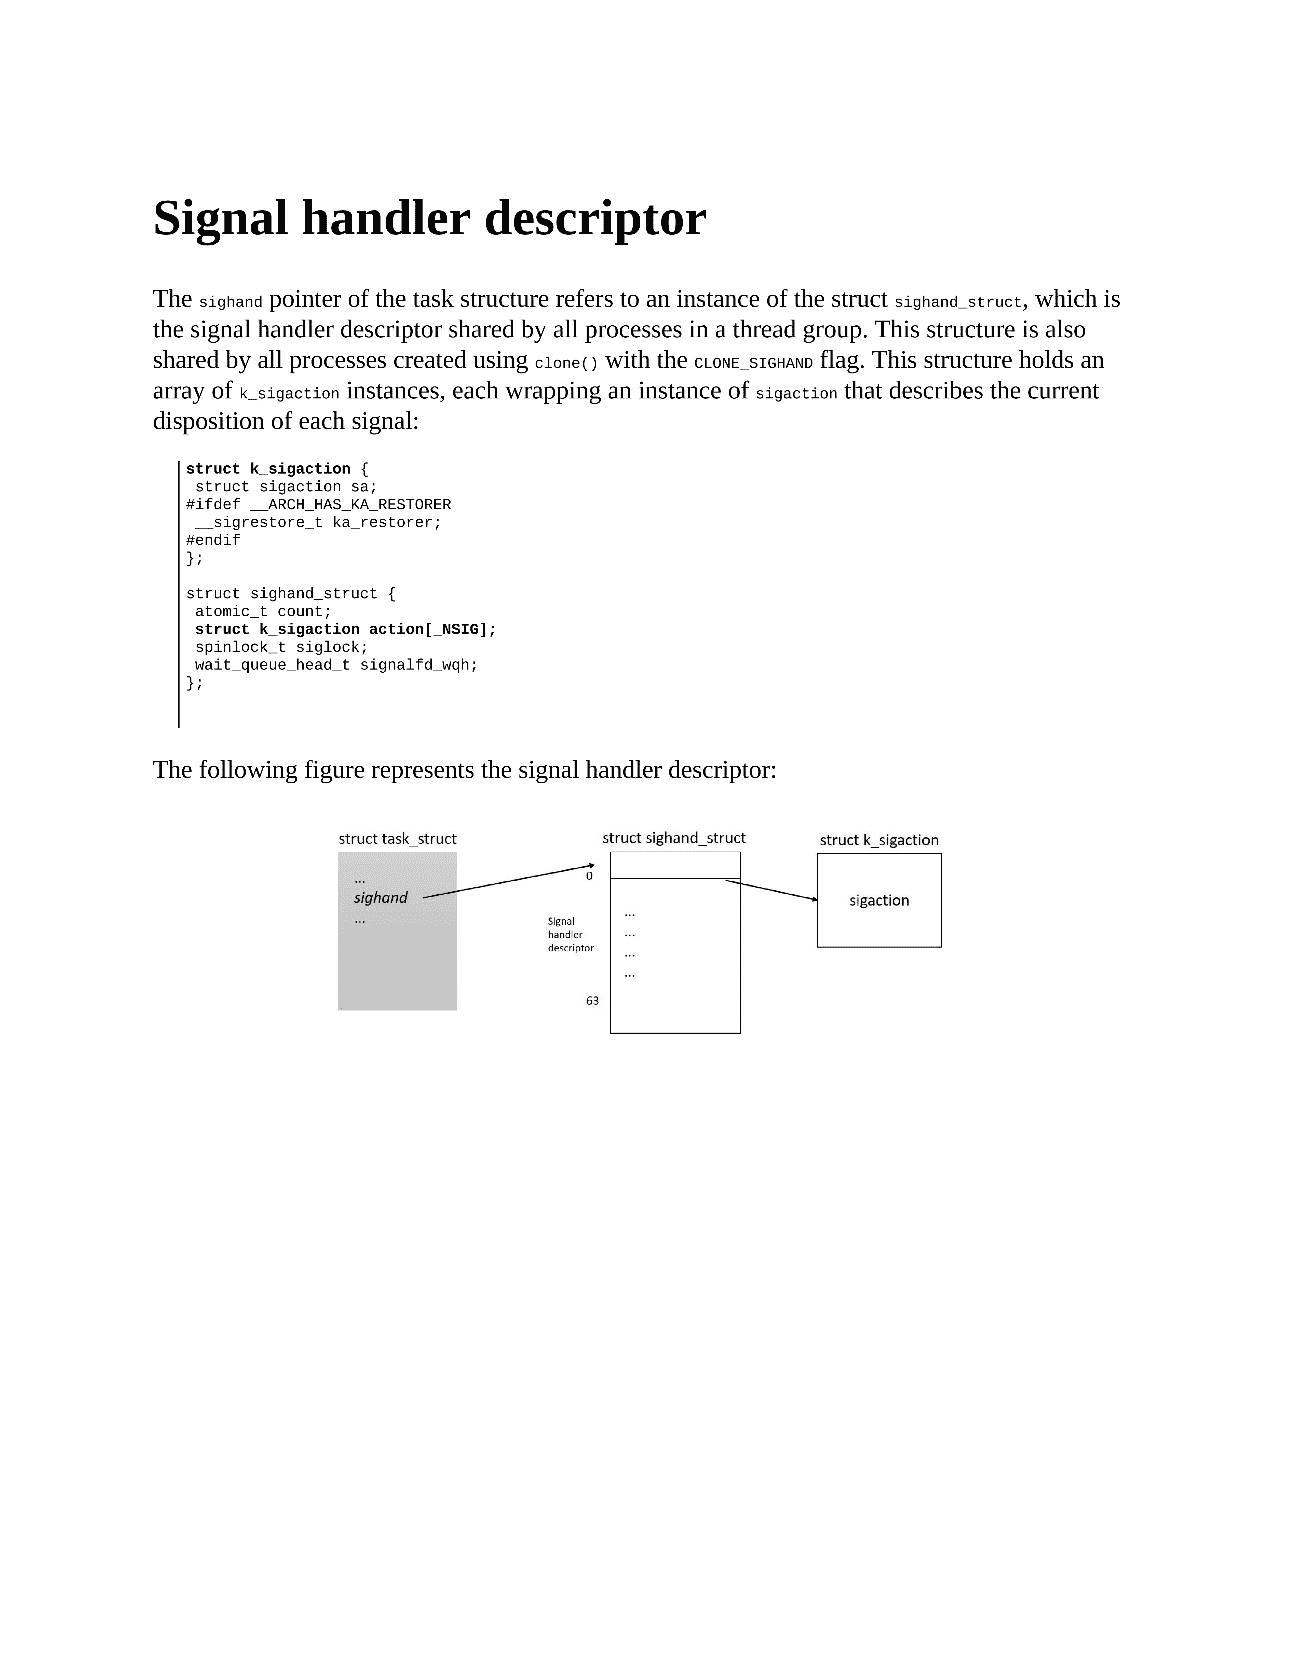 Signal handler descriptor
The sighand pointer of the task structure refers to an instance of the struct sighand_struct, which is
the signal handler descriptor shared by all processes in a thread group. This structure is also
shared by all processes created using clone() with the CLONE_SIGHAND flag. This structure holds an
array of k_sigaction instances, each wrapping an instance of sigaction that describes the current
disposition of each signal:
struct k_sigaction {
 struct sigaction sa;
#ifdef __ARCH_HAS_KA_RESTORER
 __sigrestore_t ka_restorer;
#endif
};
struct sighand_struct {
 atomic_t count;
 struct k_sigaction action[_NSIG];
 spinlock_t siglock;
 wait_queue_head_t signalfd_wqh;
};
The following figure represents the signal handler descriptor:
struct task_struct
...
sighand
...
struct sighand_struct
0
Signal
handler
descriptor
...
...
...
...
63
struct k_sigaction
sigaction